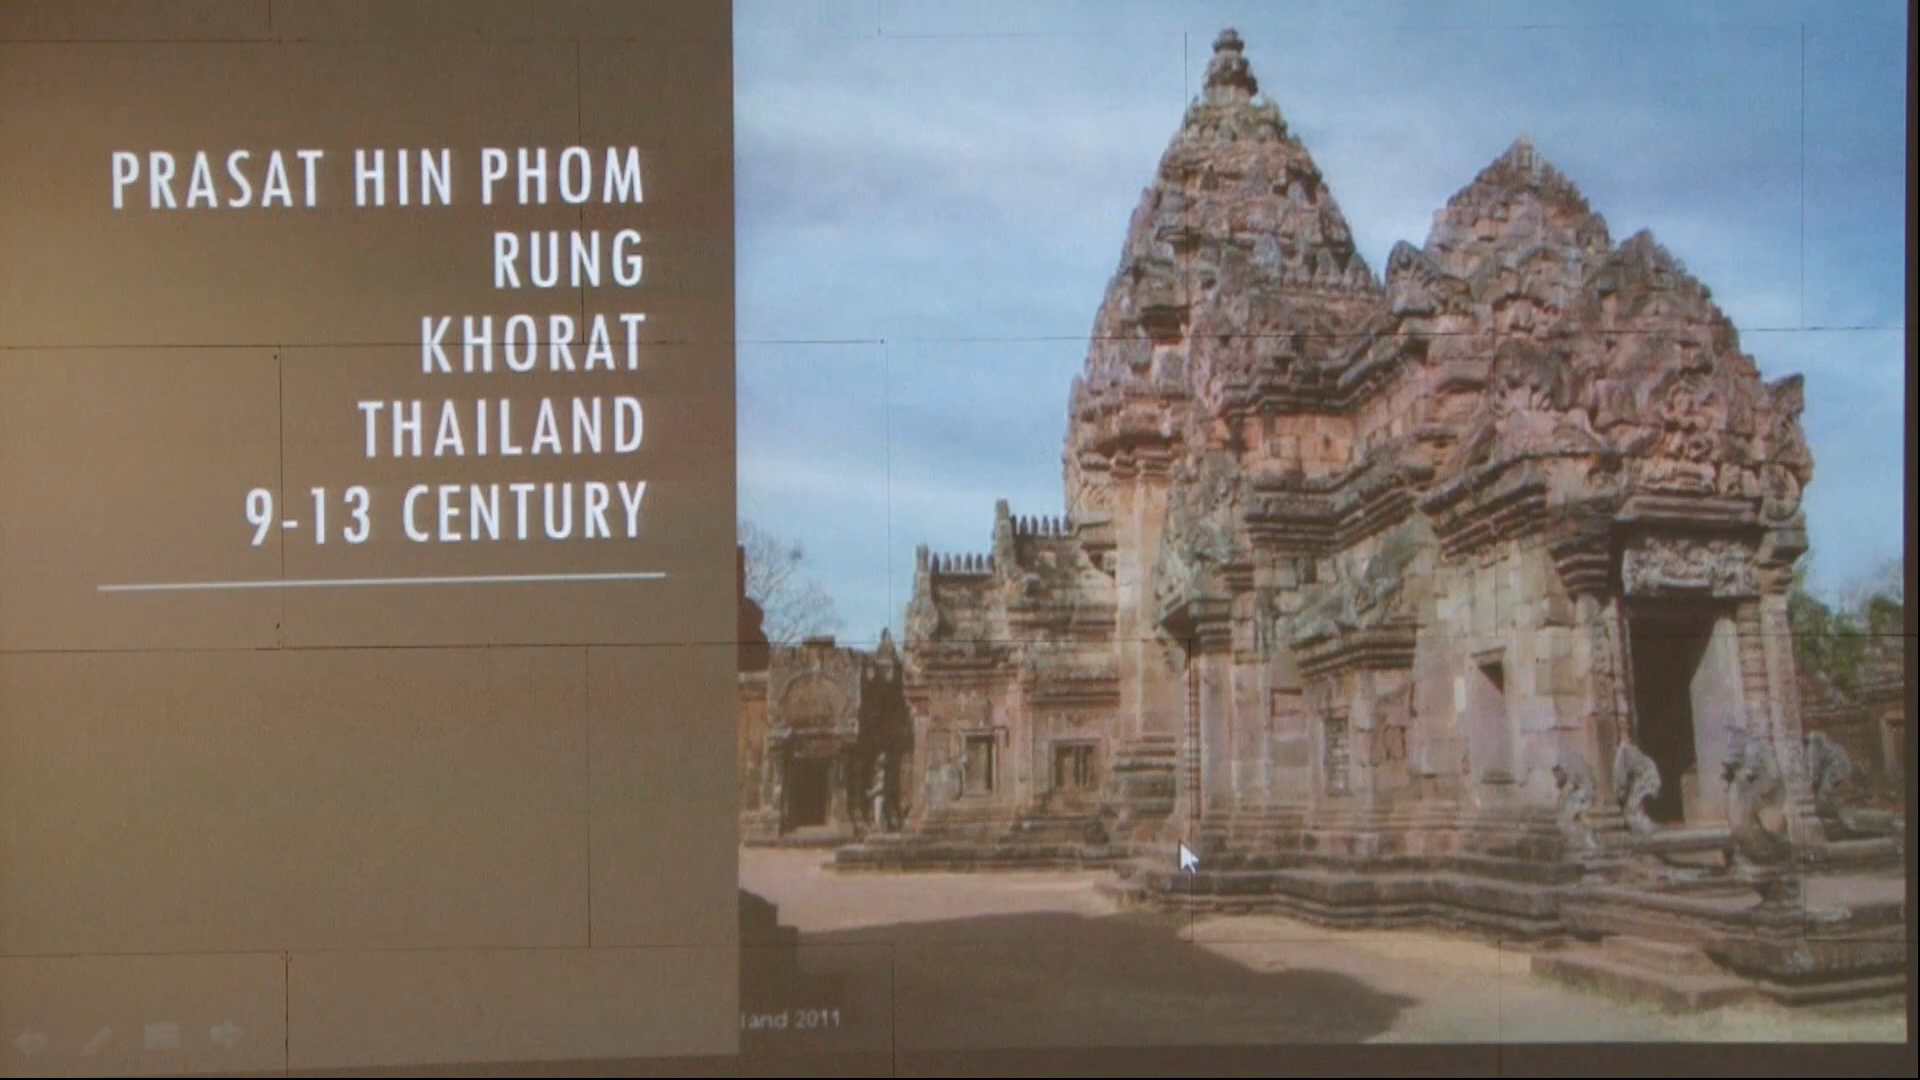 PRASAT HIN PHOM
RUNG
KHORAT
THAILAND
9-13 CENTURY
land 2011